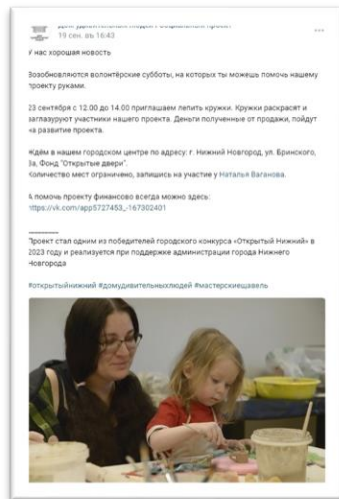 19 сен. в 16:43
У нас хорошая новость
Возобновляются волонтёрские субботы, на которых ты можешь помочь нашему
проекту руками.
23 сентября с 12.00 до 14.00 приглашаем лепить кружки. Кружки раскрасят и
заглазуруют участники нашего проекта. Деньги полученные от продажи, пойдут
на развитие проекта.
Ждём в нашем городском центре по адресу: г. Нижний Новгород, ул. Бринского,
3а, Фонд "Открытые двери".
Количество мест ограничено, запишись на участие у Наталья Ваганова.
А помочь проекту финансово всегда можно здесь:
https://vk.com/app5727453_-167302401
Проект стал одним из победителей городского конкурса «Открытый Нижний» в
2023 году и реализуется при поддержке администрации города Нижнего
Новгорода
#открытыйнижний #домудивительныхлюдей #мастерскиещавель